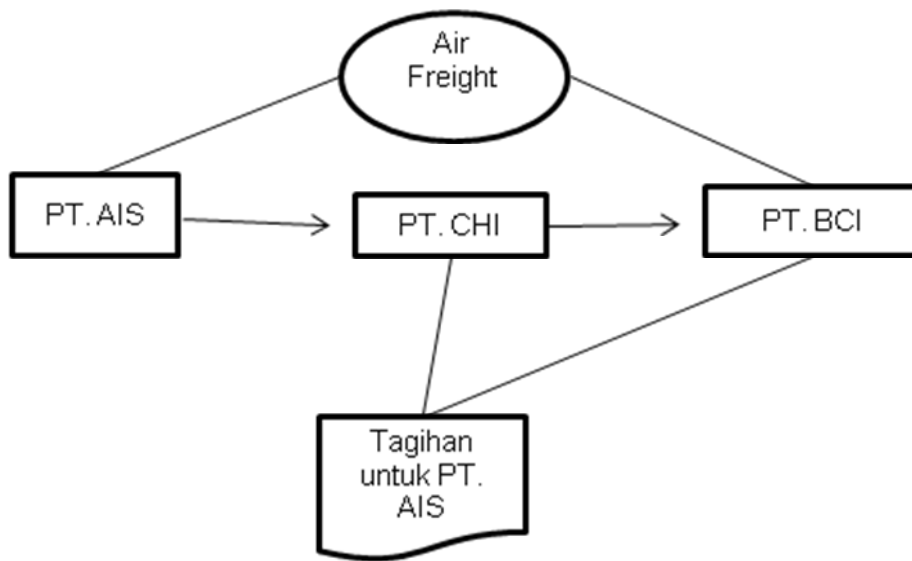 Air
Freight
PT. AIS
PT. CHI
PT. BCI
Tagihan
untuk PT.
AIS